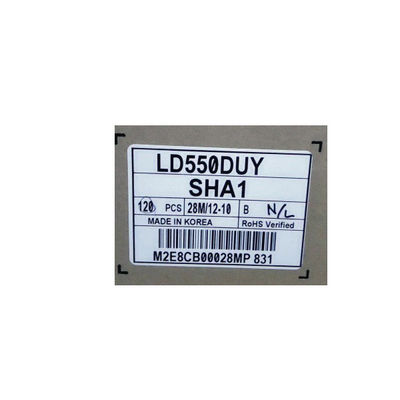 LD550DUY
SHA1
120 PCS 28M/12-10 B N/L
MADE IN KOREA RoHS Verified
M2E8CB00028MP 831